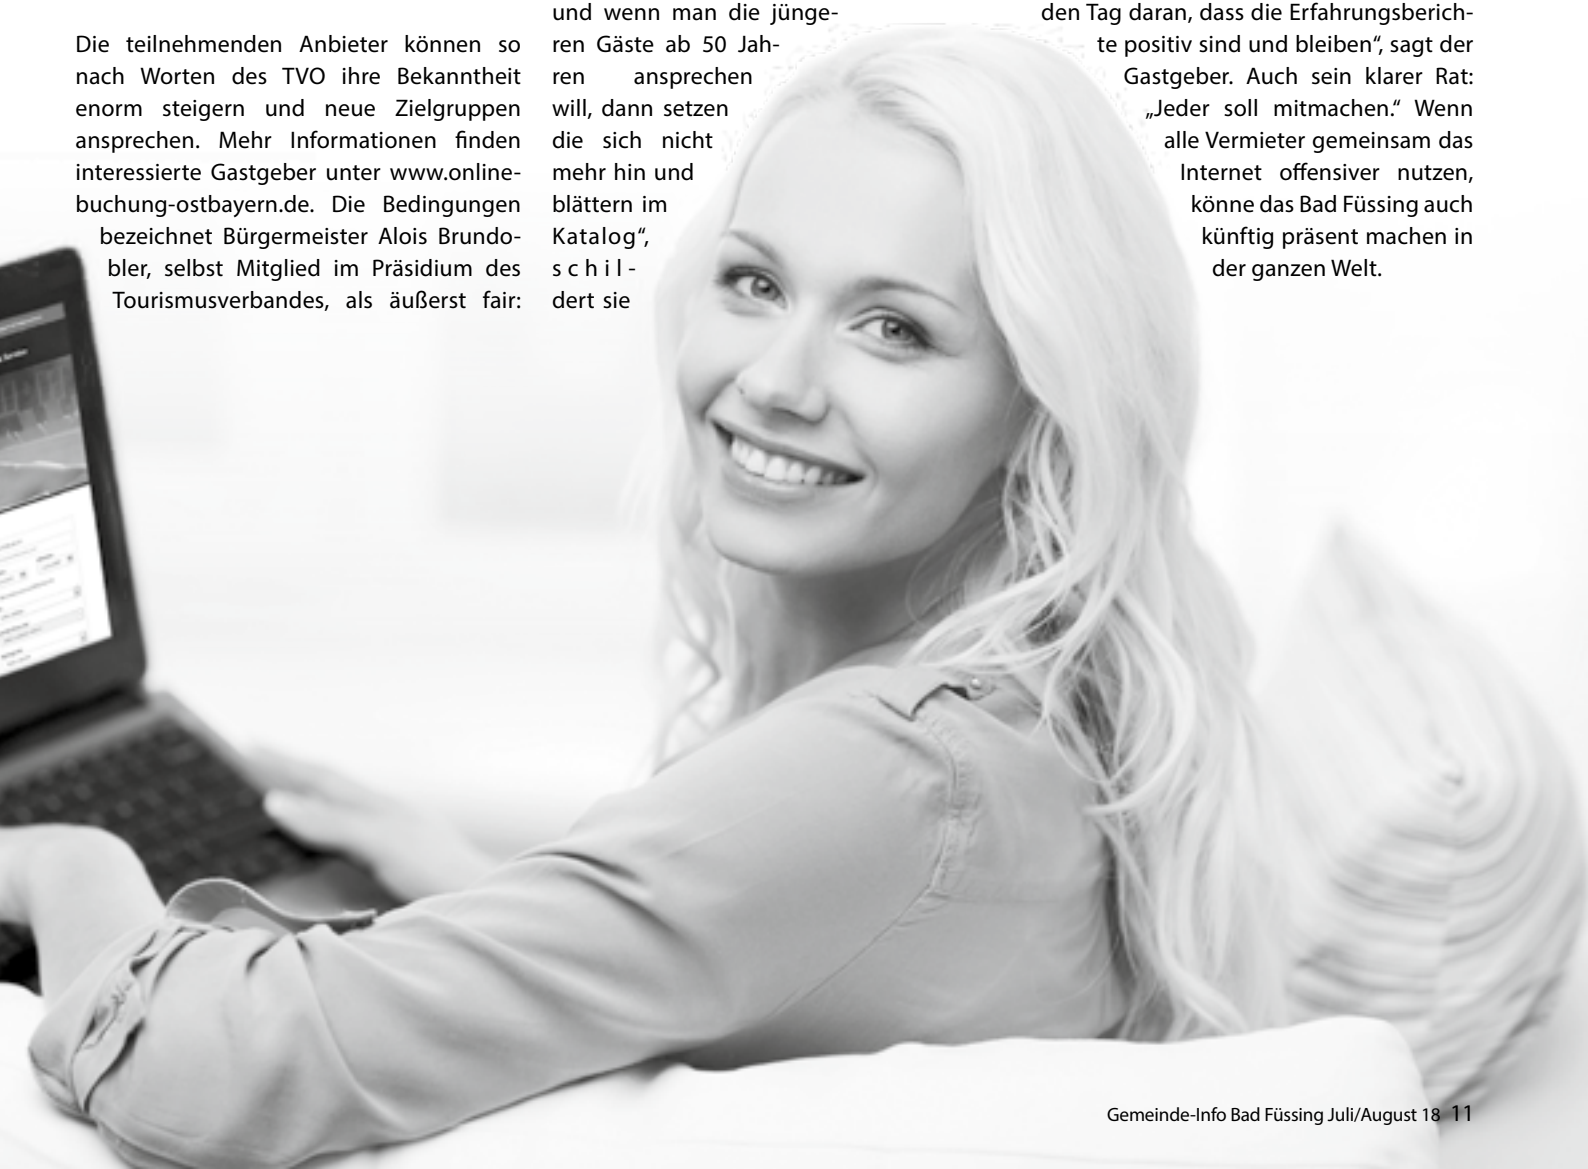 Die teilnehmenden Anbieter können so
nach Worten des TVO ihre Bekanntheit
enorm steigern und neue Zielgruppen
ansprechen. Mehr Informationen finden
interessierte Gastgeber unter www.online-
buchung-ostbayern.de. Die Bedingungen
bezeichnet Bürgermeister Alois Brundo-
bler, selbst Mitglied im Präsidium des
Tourismusverbandes, als äußerst fair:
und wenn man die jünge-
ren Gäste ab 50 Jah-
ren ansprechen
will, dann setzen
die sich nicht
mehr hin und
blättern im
Katalog“,
schil-
dert sie
den Tag daran, dass die Erfahrungsberich-
te positiv sind und bleiben“, sagt der
Gastgeber. Auch sein klarer Rat:
„Jeder soll mitmachen.“ Wenn
alle Vermieter gemeinsam das
Internet offensiver nutzen,
könne das Bad Füssing auch
künftig präsent machen in
der ganzen Welt.
Gemeinde-Info Bad Füssing Juli/August 18 11